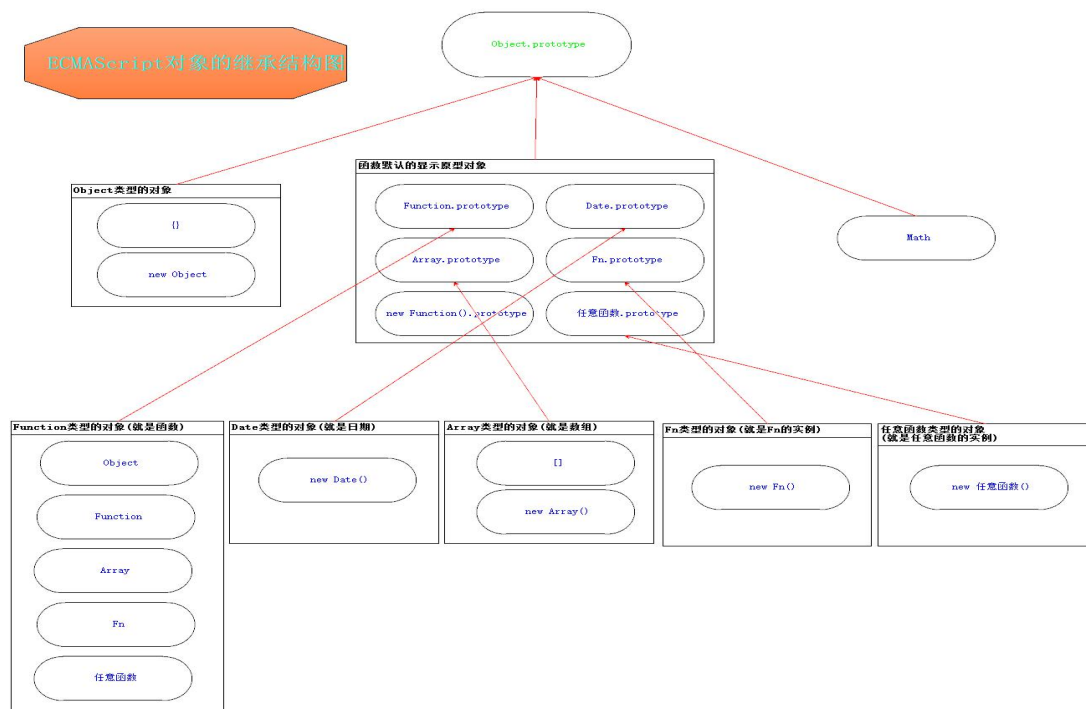 ECMAScript对象的继承结构图
Object.prototype
函数默认的显示原型对象
Object类型的对象
Function.prototype
Date.prototype
{}
Array.prototype
Fn.prototype
Math
new Object
new Function().prototype
任意函数.prototype
Function类型的对象(就是函数)
Date类型的对象(就是日期)
Array类型的对象(就是数组)
Fn类型的对象(就是Fn的实例)
任意函数类型的对象
(就是任意函数的实例)
Object
[]
new Date()
new Fn()
new 任意函数()
Function
new Array()
Array
Fn
任意函数